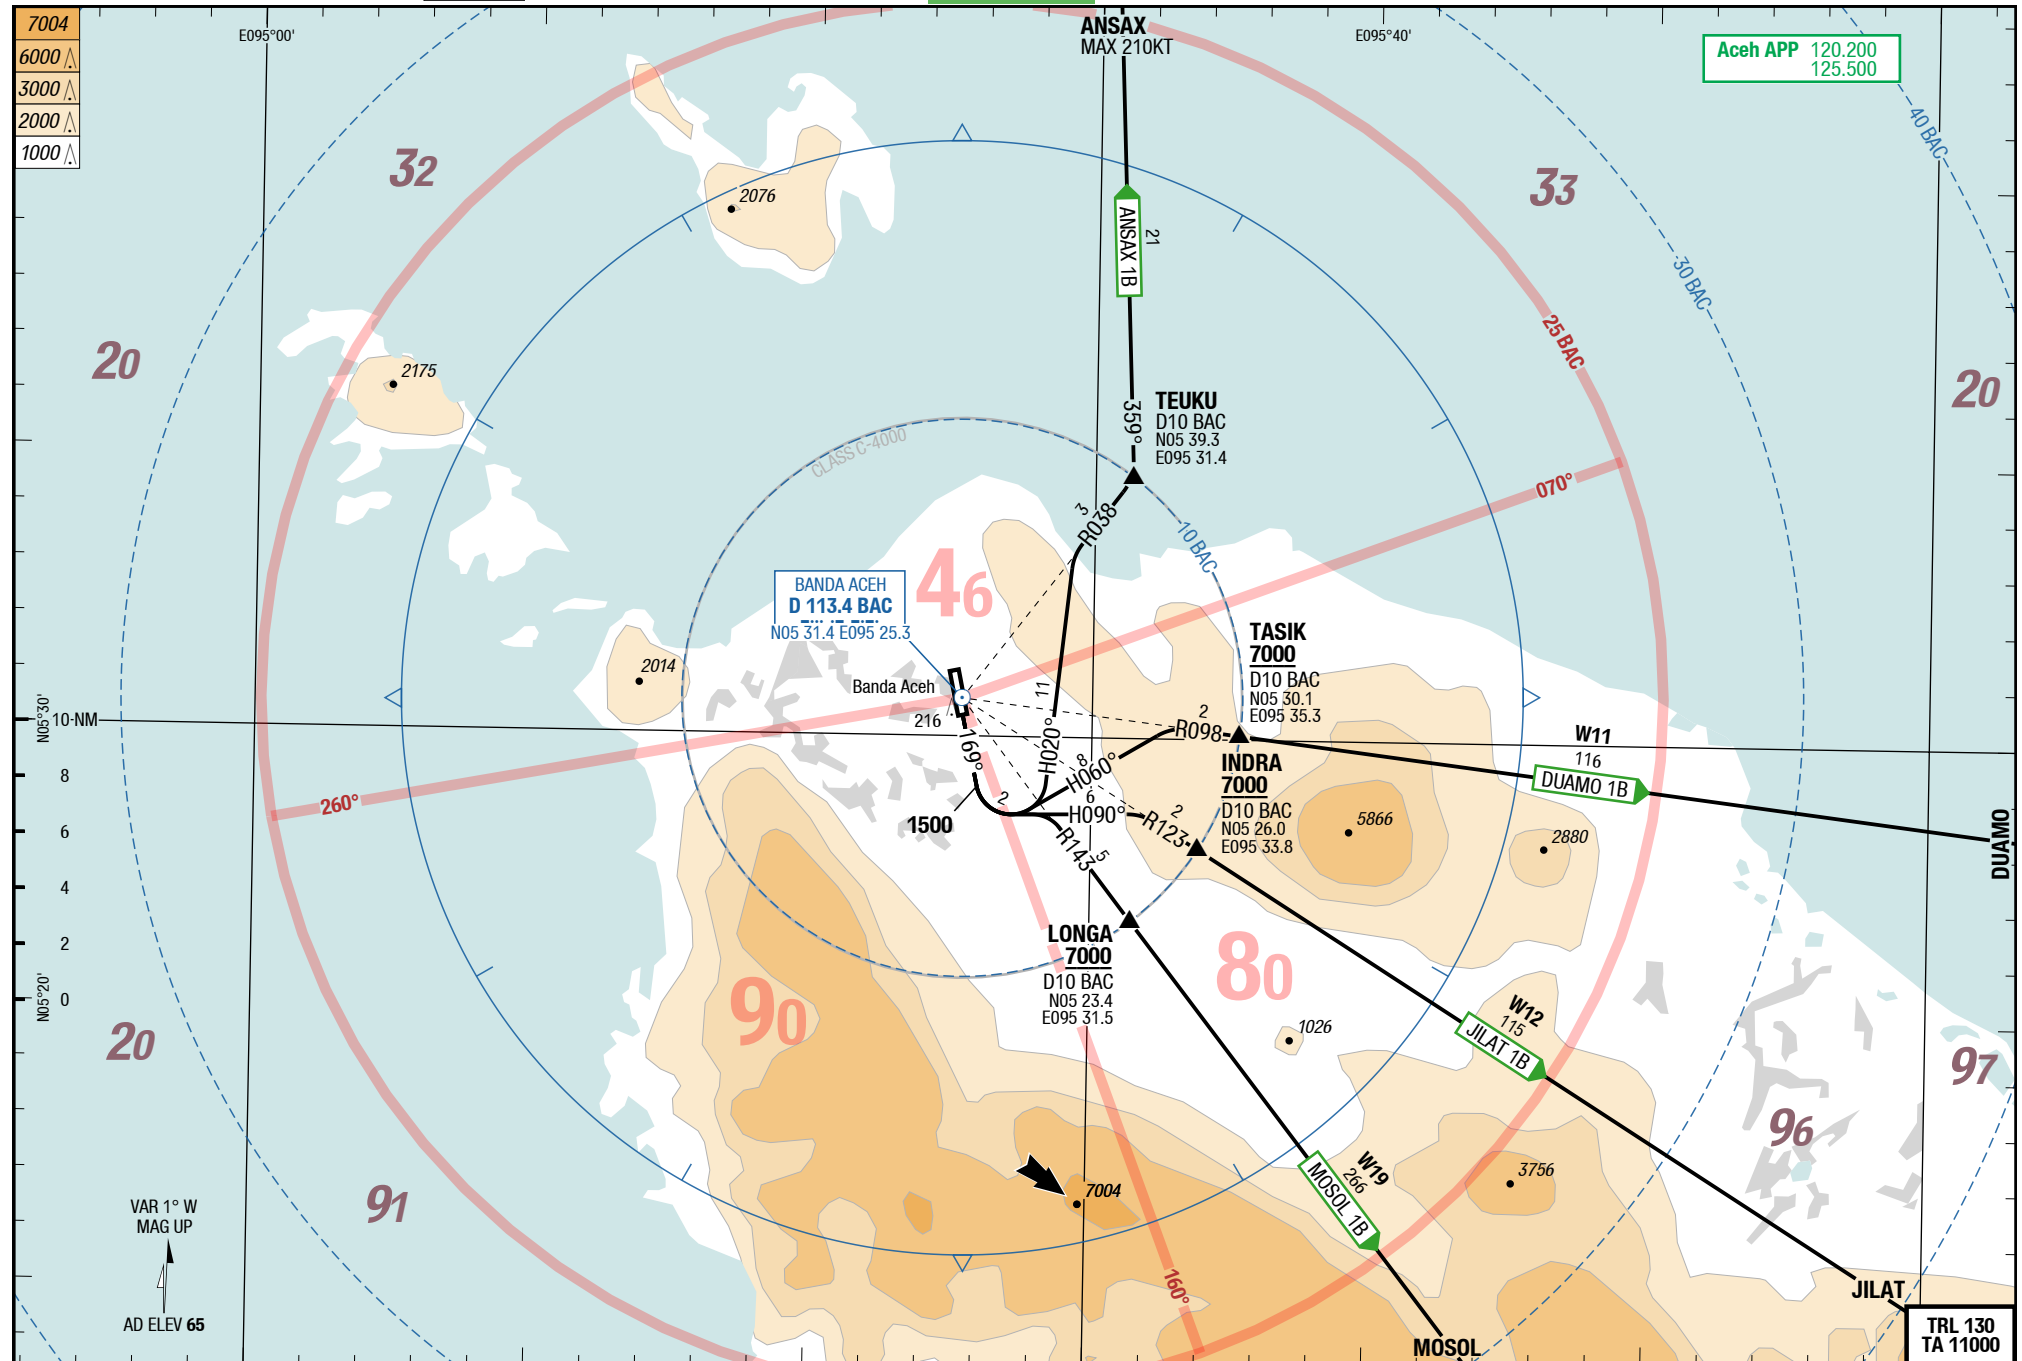 7004
6000
3000
2000
1000
E095°00'
ANSAX
MAX 210KT
E095°40'
Aceh APP 120.200
125.500
40 BAC
32
33
2076
ANSAX 1B
21
30 BAC
20
2175
25 BAC
20
359°
TEUKU
D10 BAC
N05 39.3
E095 31.4
CLASS C-4000
070°
3
R038
10 BAC
46
BANDA ACEH
D 113.4 BAC
N05 31.4 E095 25.3
TASIK
7000
D10 BAC
N05 30.1
E095 35.3
2014
Banda Aceh
216
11
H020°
2
R098
N05°30'
10-NM
W11
116
DUAMO 1B
169°
8
H060°
INDRA
7000
D10 BAC
N05 26.0
E095 33.8
8
260°
2
6
H090°
2
R123
1500
5866
2880
DUAMO
6
R143
5
4
LONGA
7000
D10 BAC
N05 23.4
E095 31.5
2
80
90
N05°20'
0
1026
W12
115
JILAT 1B
20
97
96
W19
266
MOSOL 1B
3756
7004
91
VAR 1° W
MAG UP
160°
AD ELEV 65
JILAT
MOSOL
TRL 130
TA 11000